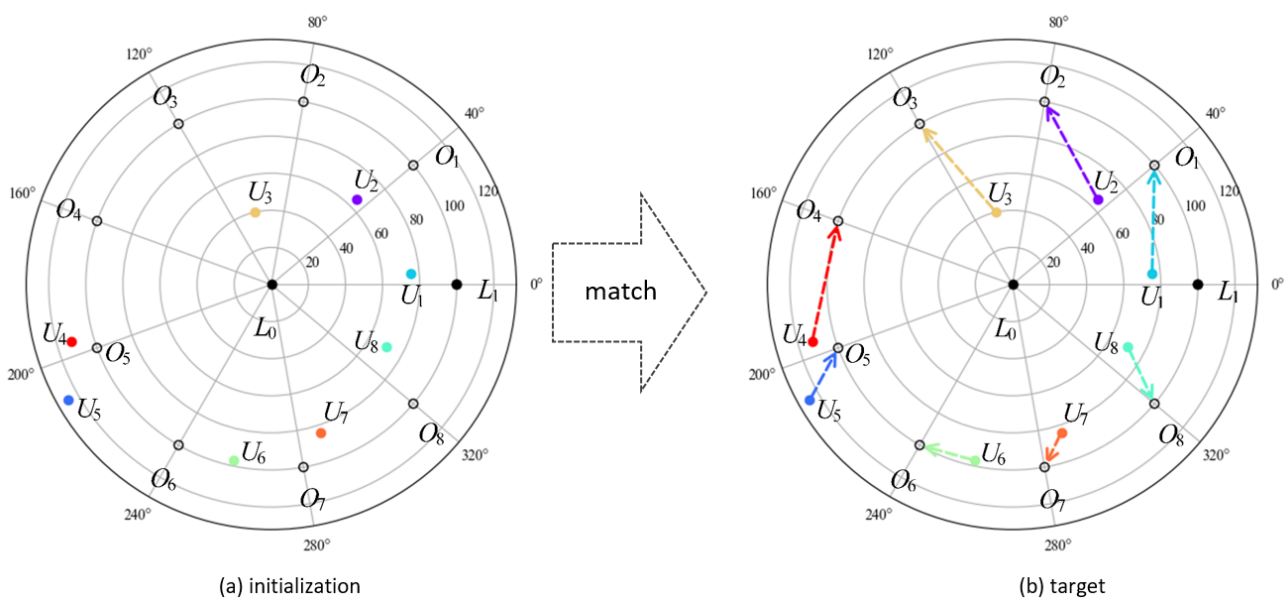 80°
120°
O2
O3
40°
O1
160°
U2
120
U3
100
O4
80
60
40
20
0°
U1
L1
L0
U4
O5
U8
200°
U5
U7
O8
U6
320°
O6
O7
240°
280°
(a) initialization
match
80°
120°
O2
O3
40°
O1
160°
U2
120
U3
100
O4
80
60
40
20
0°
U1
L1
L0
U4
O5
U8
200°
U5
U7
O8
U6
320°
O6
O7
240°
280°
(b) target